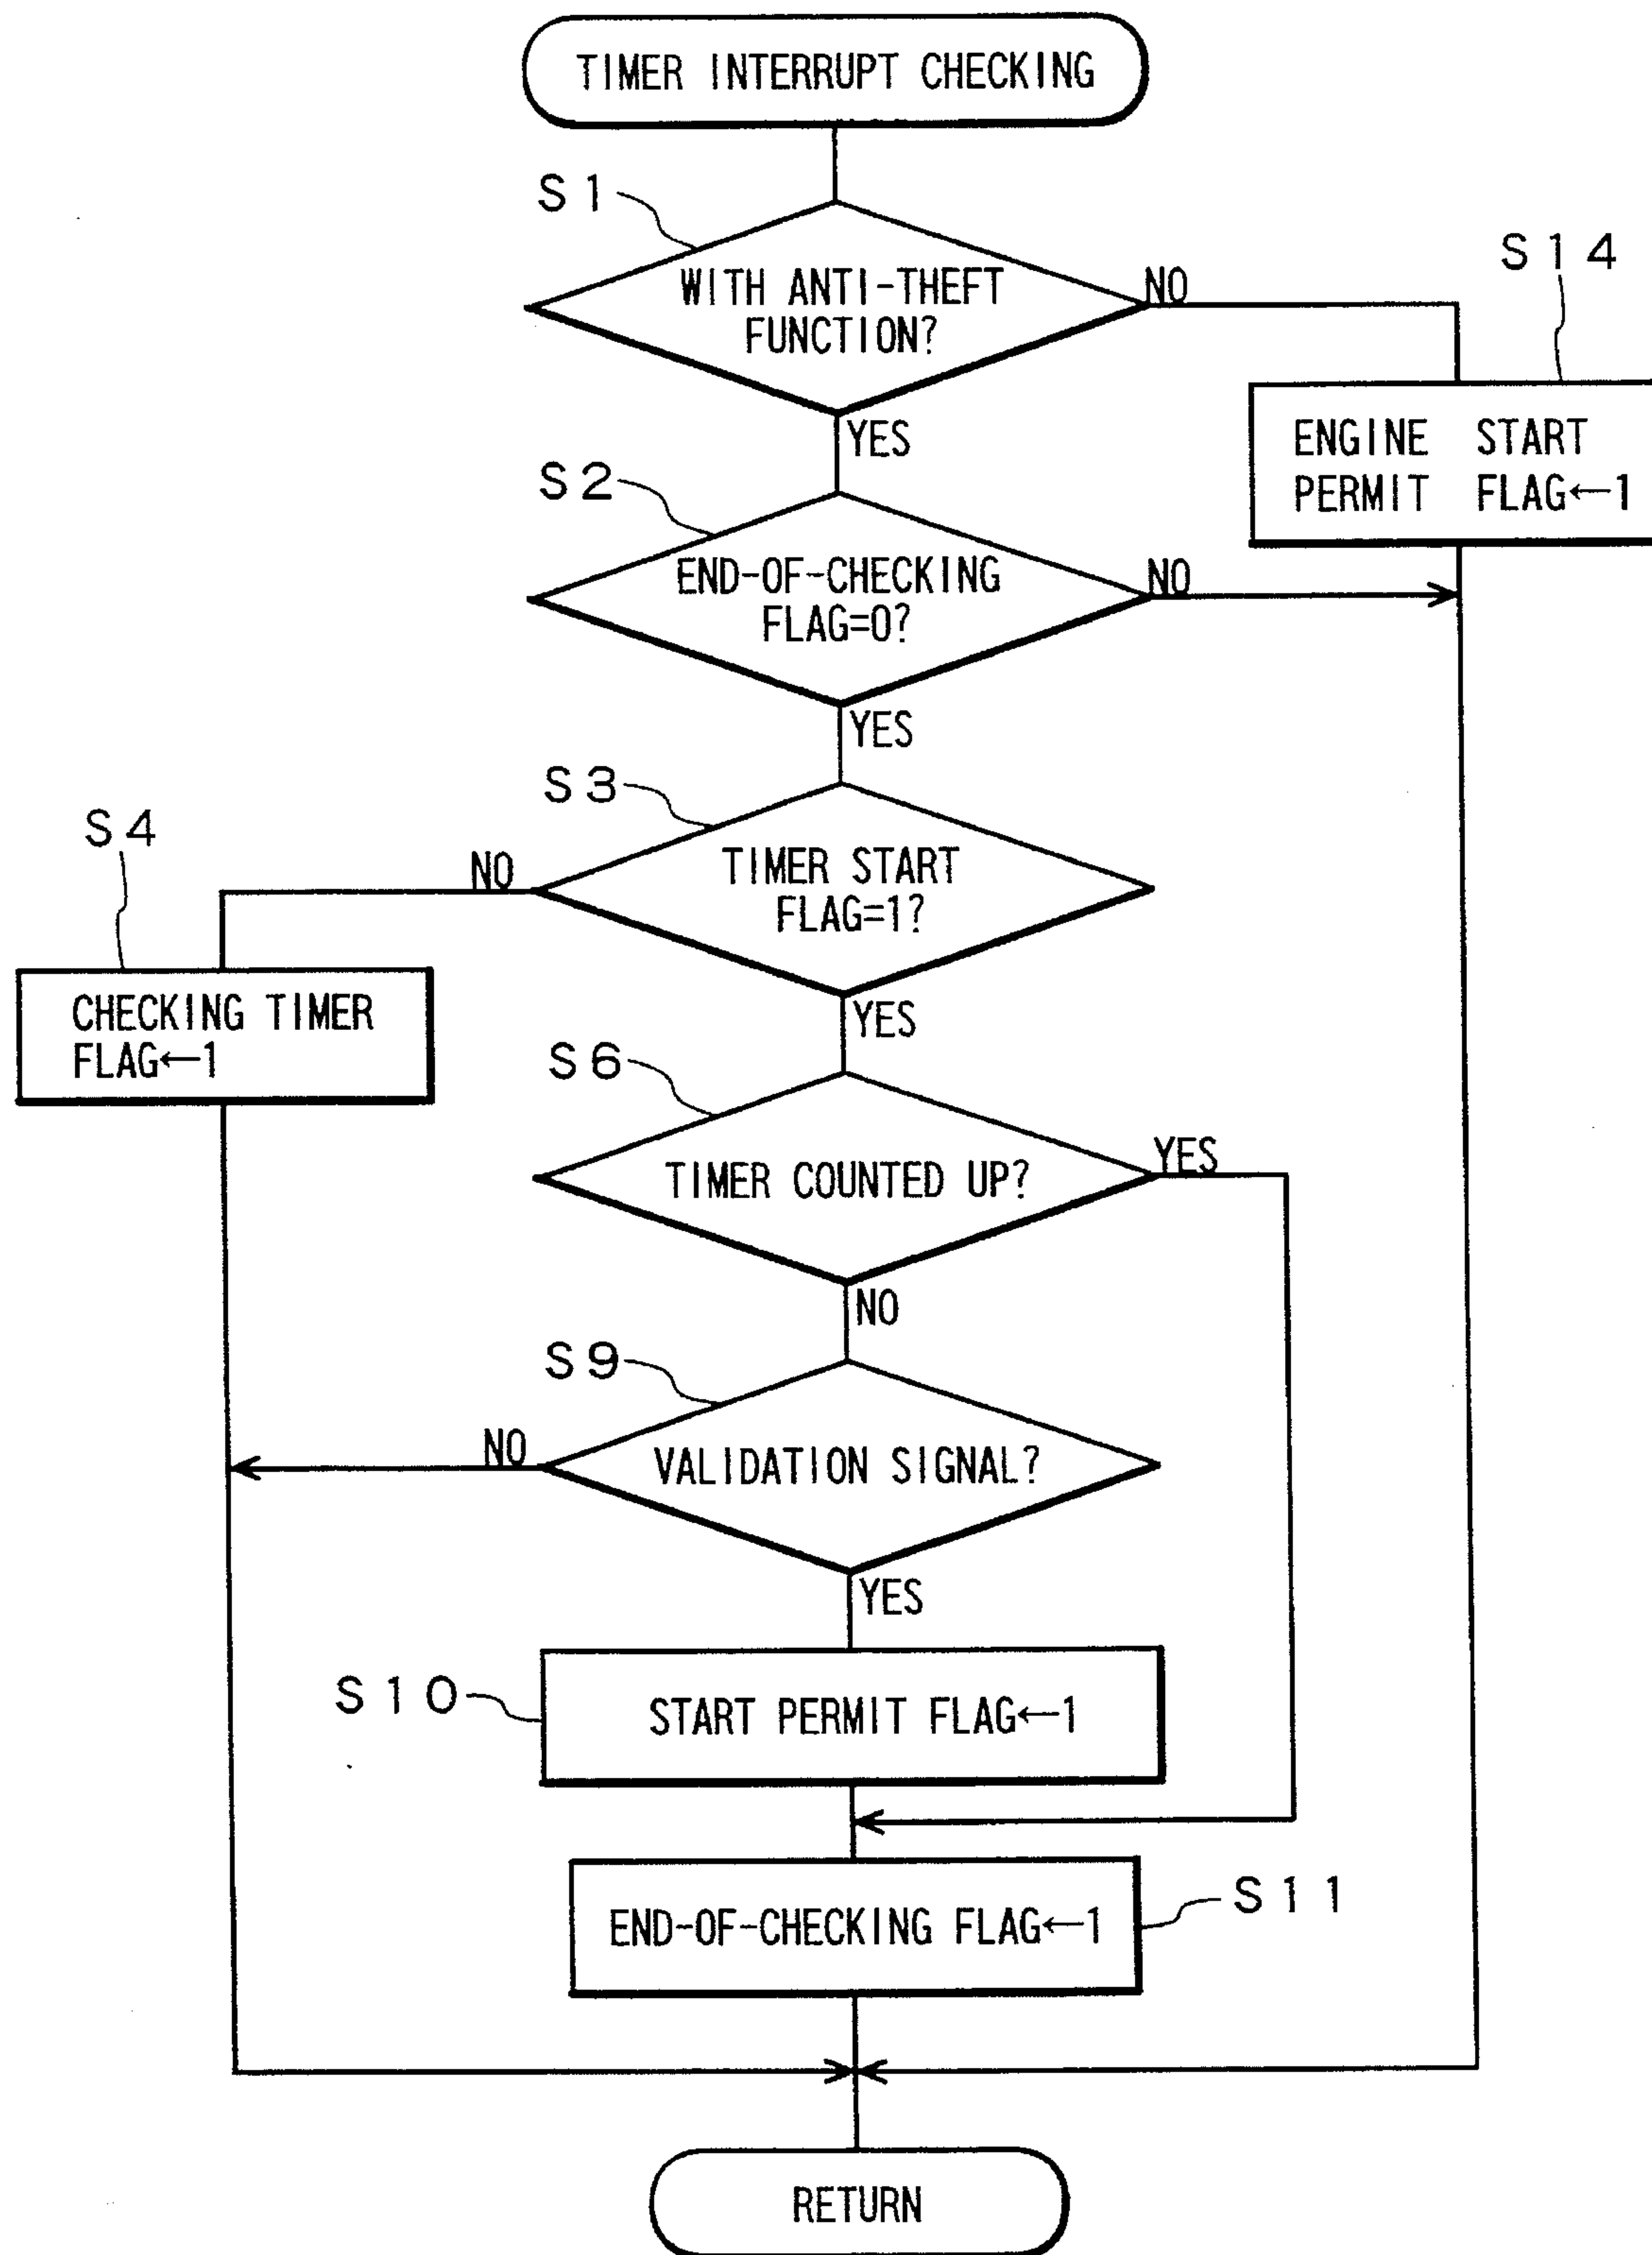 TIMER INTERRUPT CHECKING
S1
WITH ANTI-THEFT
FUNCTION?
NO
S14
YES
ENGINE START
PERMIT FLAG←1
S2
END-OF-CHECKING
FLAG=0?
NO
YES
S3
TIMER START
FLAG=1?
NO
S4
YES
CHECKING TIMER
FLAG←1
S6
TIMER COUNTED UP?
YES
NO
S9
VALIDATION SIGNAL?
NO
YES
S10
START PERMIT FLAG←1
END-OF-CHECKING FLAG←1
S11
RETURN